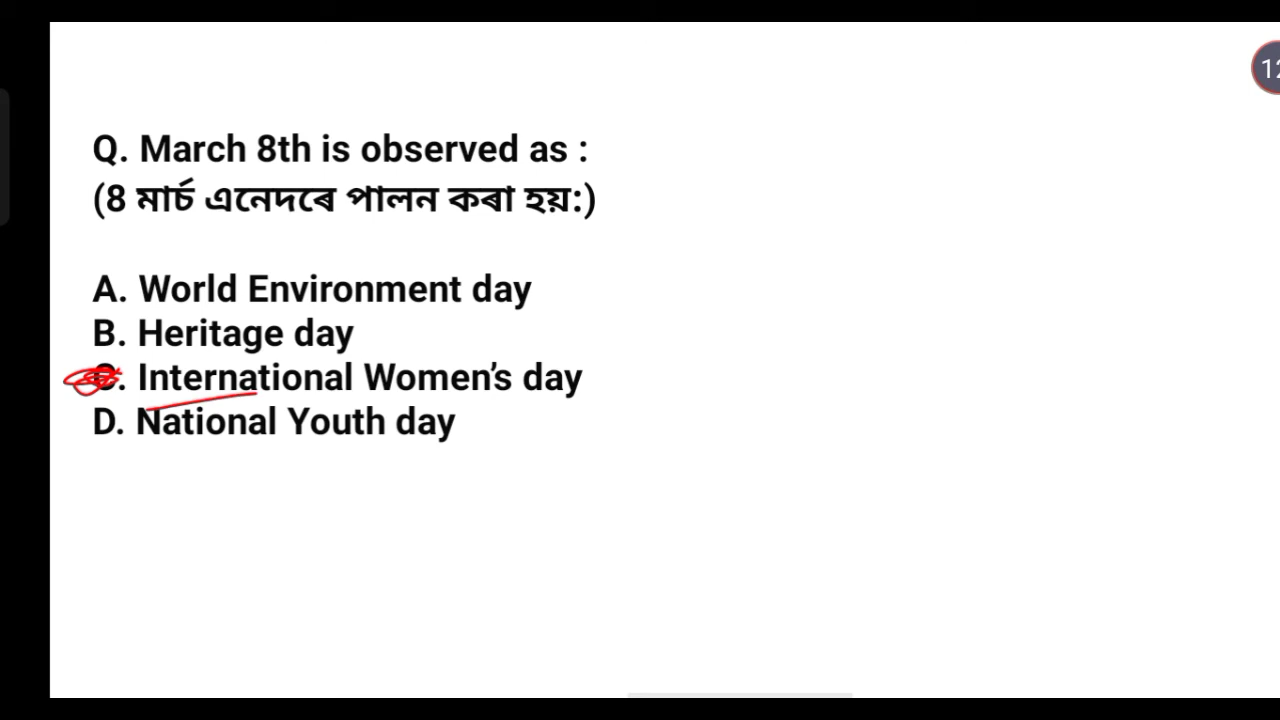 12
Q. March 8th is observed as :
(8 মাৰ্চ এনেদৰে পালন কৰা হয়:)
A. World Environment day
B. Heritage day
C. International Women's day
D. National Youth day